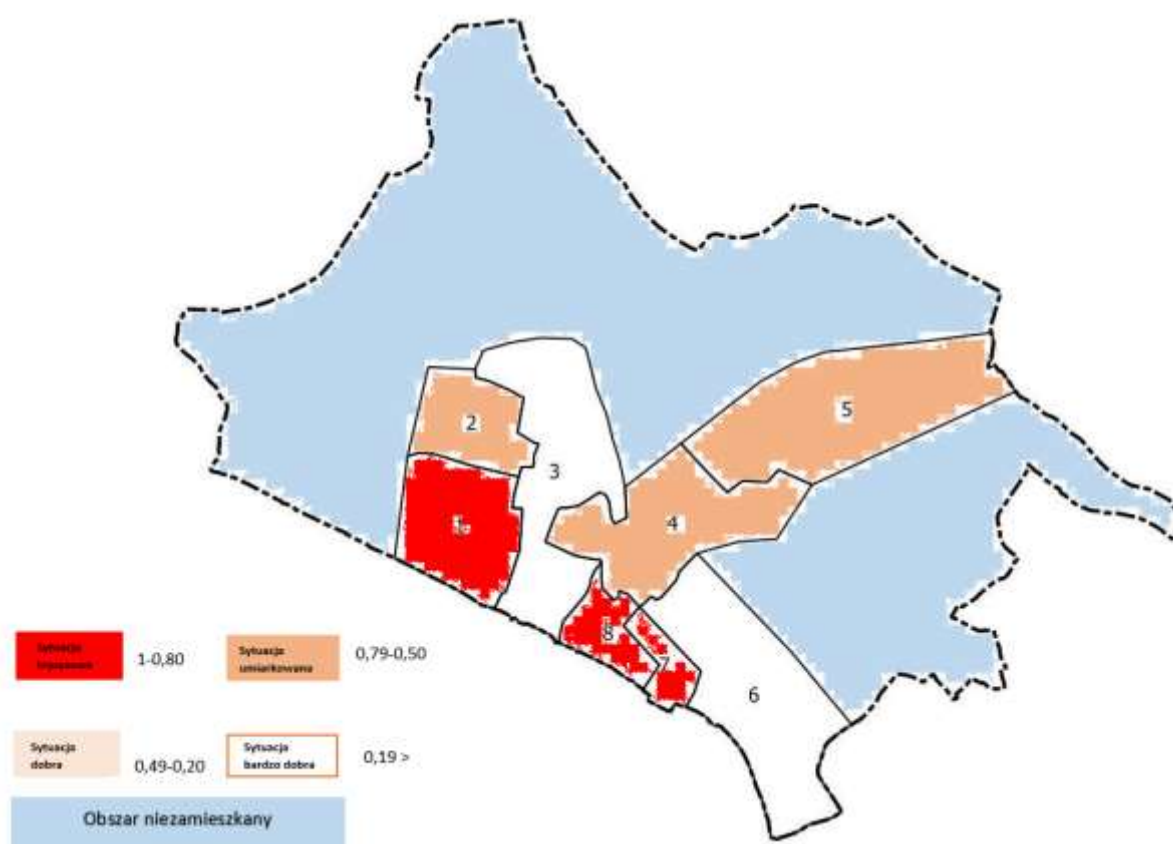 2
5
3
4
1
8
7
6
Sytuacja
1-0,80
Sytuacja
umiarkowana
0,79-0,50
Sytuacja
dobra
0,49-0,20
Sytuacja
bardzo dobra
0,19 >
Obszar niezamieszkany